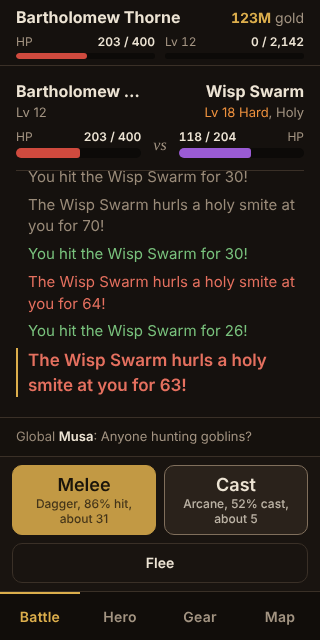 Bartholomew Thorne 123M gold
HP 203 / 400 Lv 12 0 / 2,142
Bartholomew ... Wisp Swarm
Lv 12 Lv 18 Hard, Holy
HP 203 / 400 vs 118 / 204 HP
You hit the Wisp Swarm for 30!
The Wisp Swarm hurls a holy smite at
you for 70!
You hit the Wisp Swarm for 30!
The Wisp Swarm hurls a holy smite at
you for 64!
You hit the Wisp Swarm for 26!
The Wisp Swarm hurls a holy
smite at you for 63!
Global Musa: Anyone hunting goblins?
Melee
Dagger, 86% hit,
about 31
Cast
Arcane, 52% cast,
about 5
Flee
Battle Hero Gear Map